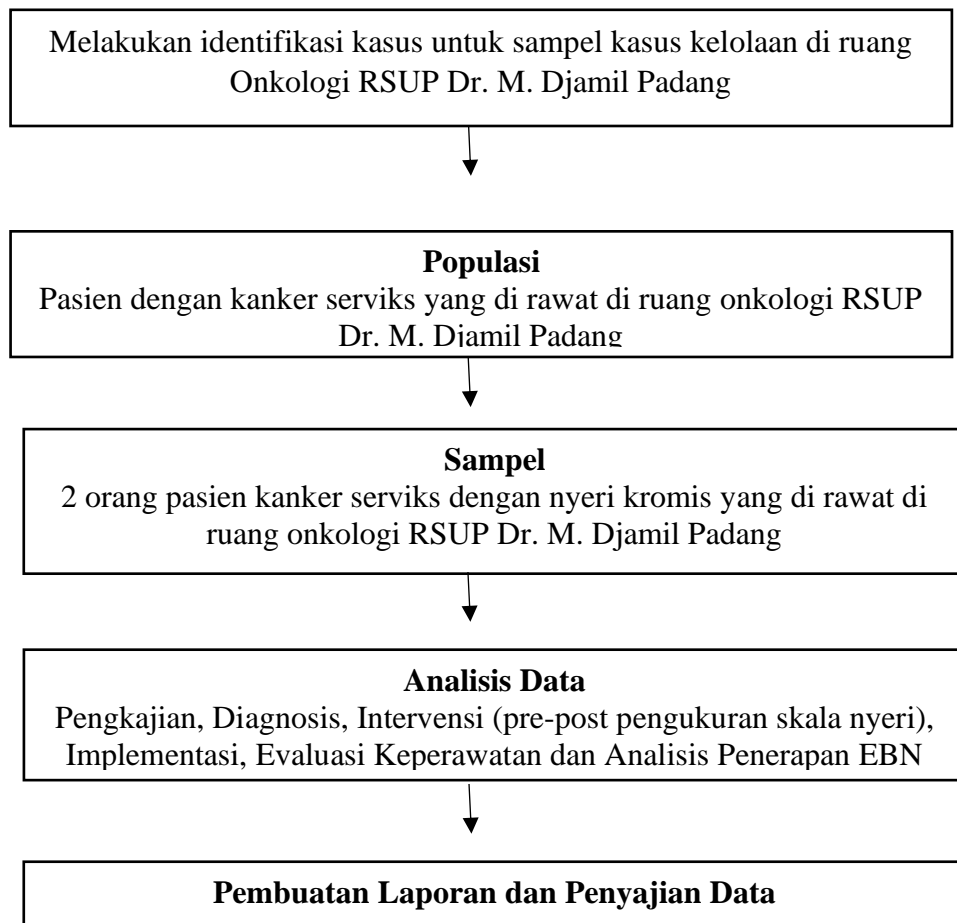 Melakukan identifikasi kasus untuk sampel kasus kelolaan di ruang
Onkologi RSUP Dr. M. Djamil Padang
Populasi
Pasien dengan kanker serviks yang di rawat di ruang onkologi RSUP
Dr. M. Djamil Padang
Sampel
2 orang pasien kanker serviks dengan nyeri kromis yang di rawat di
ruang onkologi RSUP Dr. M. Djamil Padang
Analisis Data
Pengkajian, Diagnosis, Intervensi (pre-post pengukuran skala nyeri),
Implementasi, Evaluasi Keperawatan dan Analisis Penerapan EBN
Pembuatan Laporan dan Penyajian Data